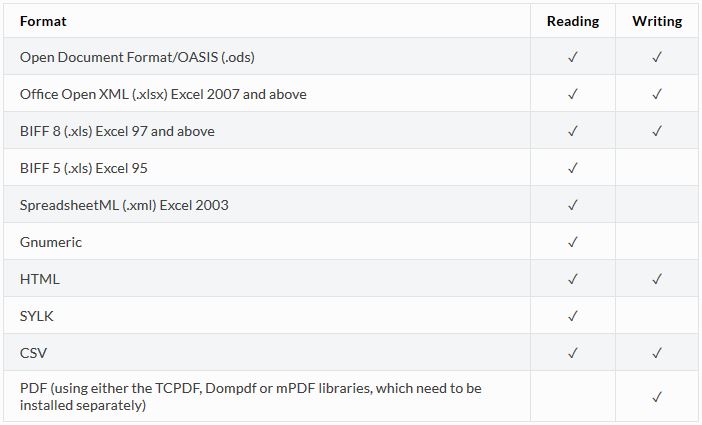 Format Reading Writing
Open Document Format/OASIS (.ods) ✓ ✓
Office Open XML (.xlsx) Excel 2007 and above ✓ ✓
BIFF 8 (.xls) Excel 97 and above ✓ ✓
BIFF 5 (.xls) Excel 95 ✓
SpreadsheetML (.xml) Excel 2003 ✓
Gnumeric ✓
HTML ✓ ✓
SYLK ✓
CSV ✓ ✓
PDF (using either the TCPDF, Dompdf or mPDF libraries, which need to be
installed separately) ✓